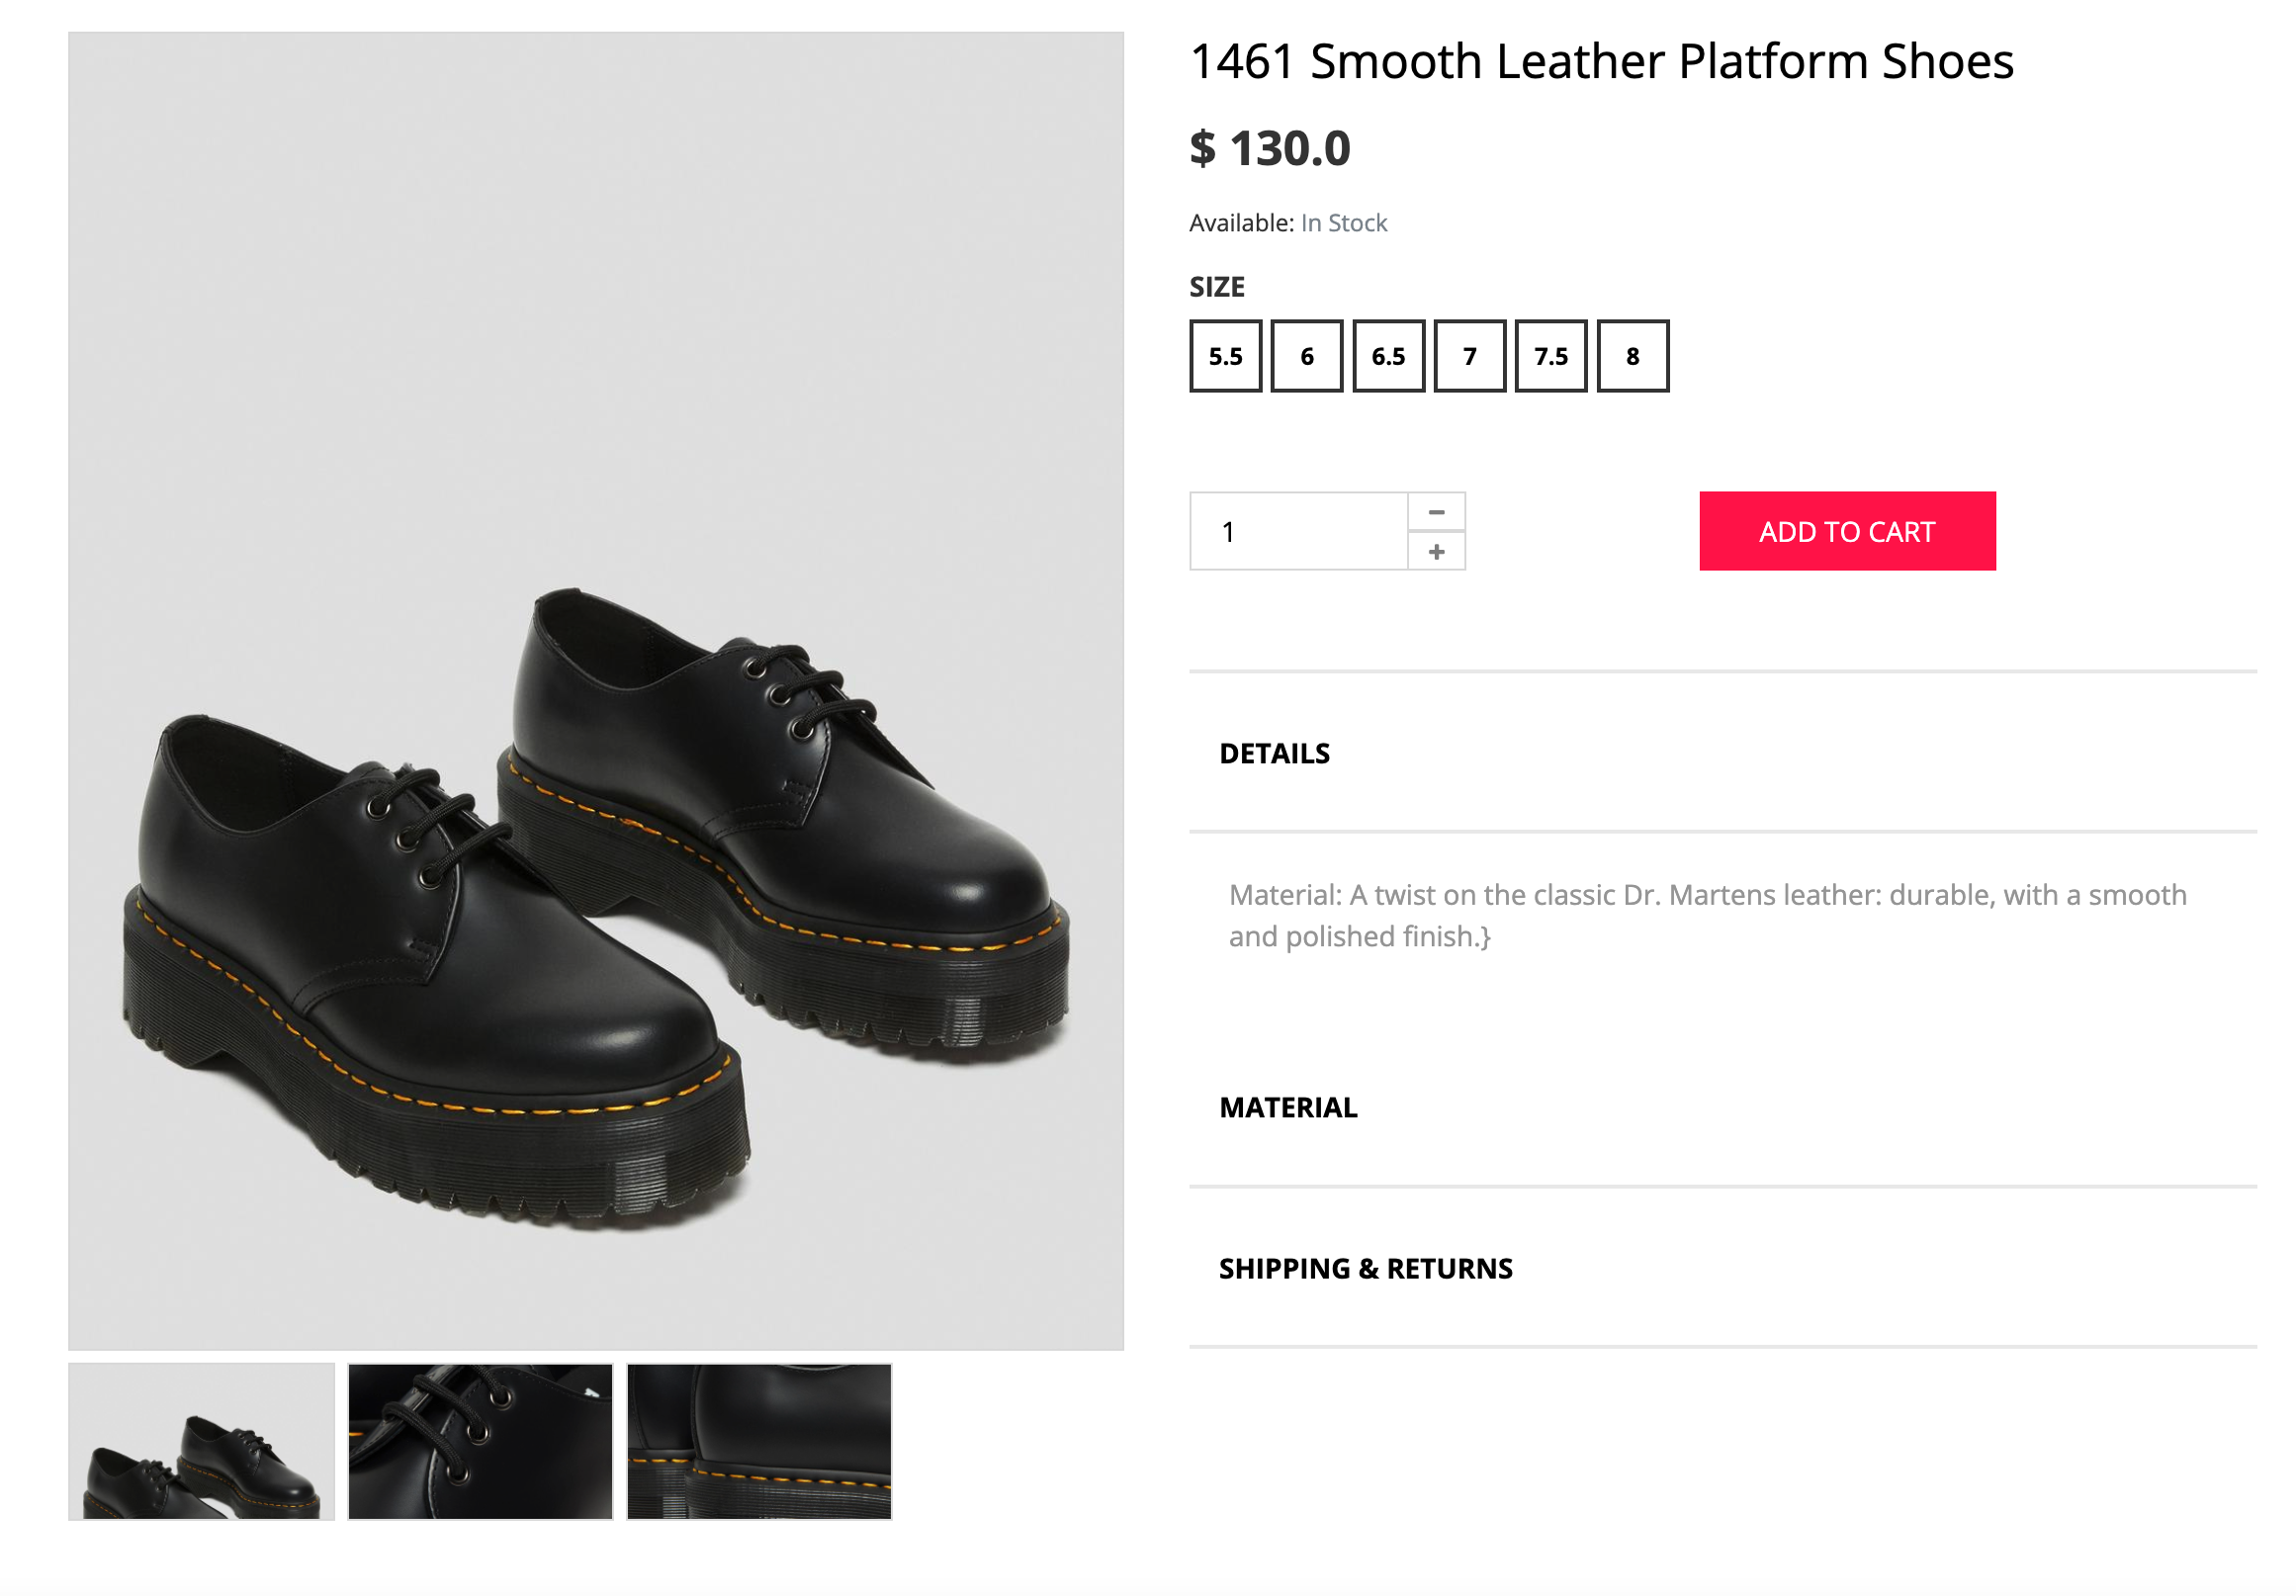 1461 Smooth Leather Platform Shoes
$ 130.0
Available: In Stock
SIZE
5.5 6 6.5 7 7.5 8
1
−
+
ADD TO CART
DETAILS
Material: A twist on the classic Dr. Martens leather: durable, with a smooth
and polished finish.}
MATERIAL
SHIPPING & RETURNS